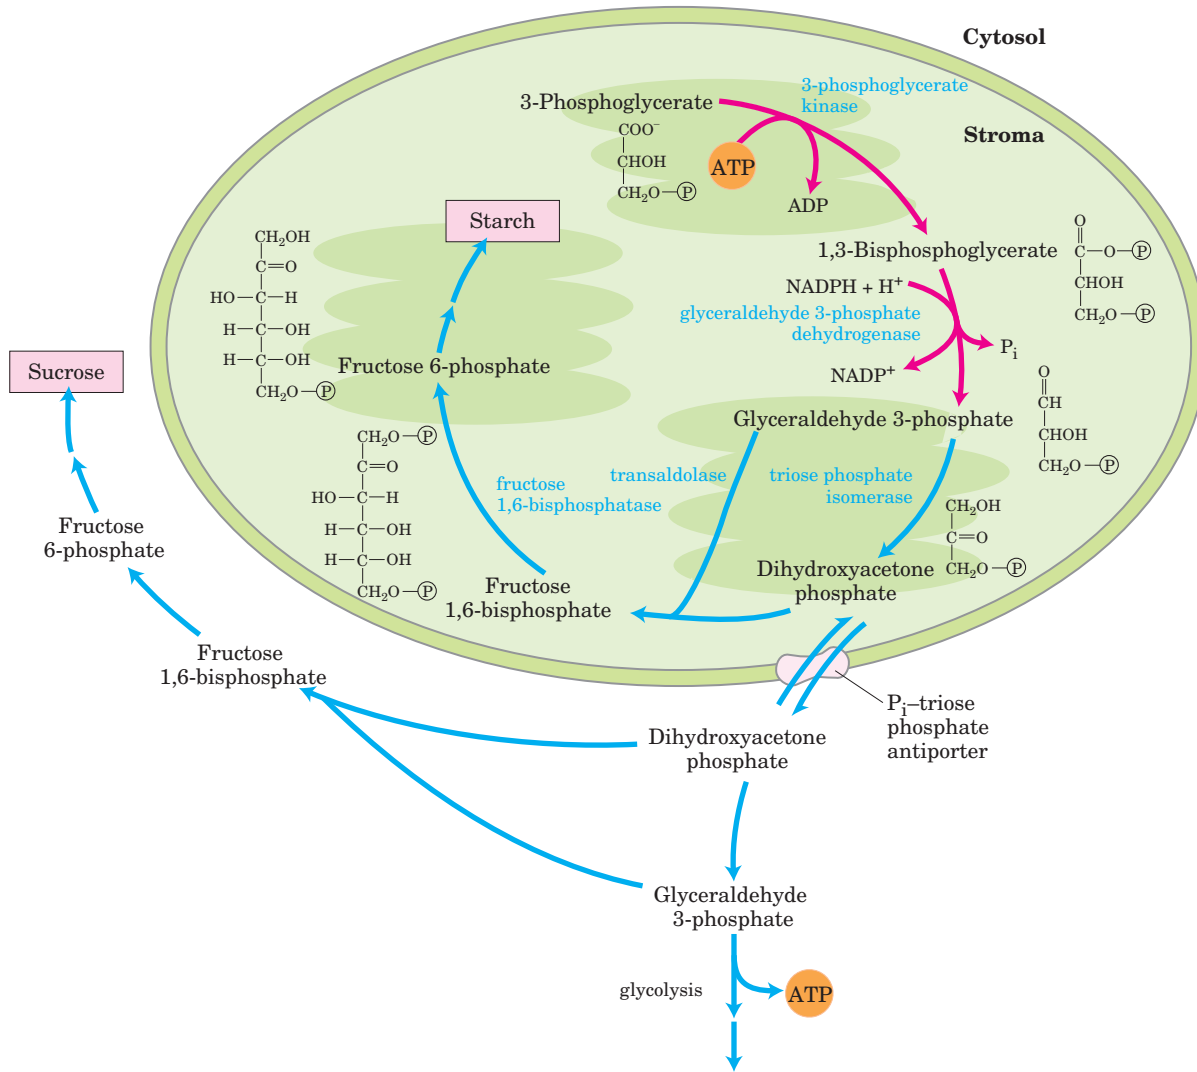 Cytosol
Stroma
3-Phosphoglycerate
3-phosphoglycerate
kinase
COO⁻
CHOH
CH₂O—Ⓟ
ATP
ADP
1,3-Bisphosphoglycerate
O
C—O—Ⓟ
CHOH
CH₂O—Ⓟ
NADPH + H⁺
glyceraldehyde 3-phosphate
dehydrogenase
Pᵢ
NADP⁺
Glyceraldehyde 3-phosphate
O
CH
CHOH
CH₂O—Ⓟ
transaldolase
triose phosphate
isomerase
CH₂OH
C=O
CH₂O—Ⓟ
Dihydroxyacetone
phosphate
Starch
CH₂OH
C=O
HO—C—H
H—C—OH
H—C—OH
CH₂O—Ⓟ
Fructose 6-phosphate
CH₂O—Ⓟ
C=O
HO—C—H
H—C—OH
H—C—OH
CH₂O—Ⓟ
fructose
1,6-bisphosphatase
Fructose
1,6-bisphosphate
Sucrose
Fructose
6-phosphate
Fructose
1,6-bisphosphate
Pᵢ–triose
phosphate
antiporter
Dihydroxyacetone
phosphate
Glyceraldehyde
3-phosphate
glycolysis
ATP